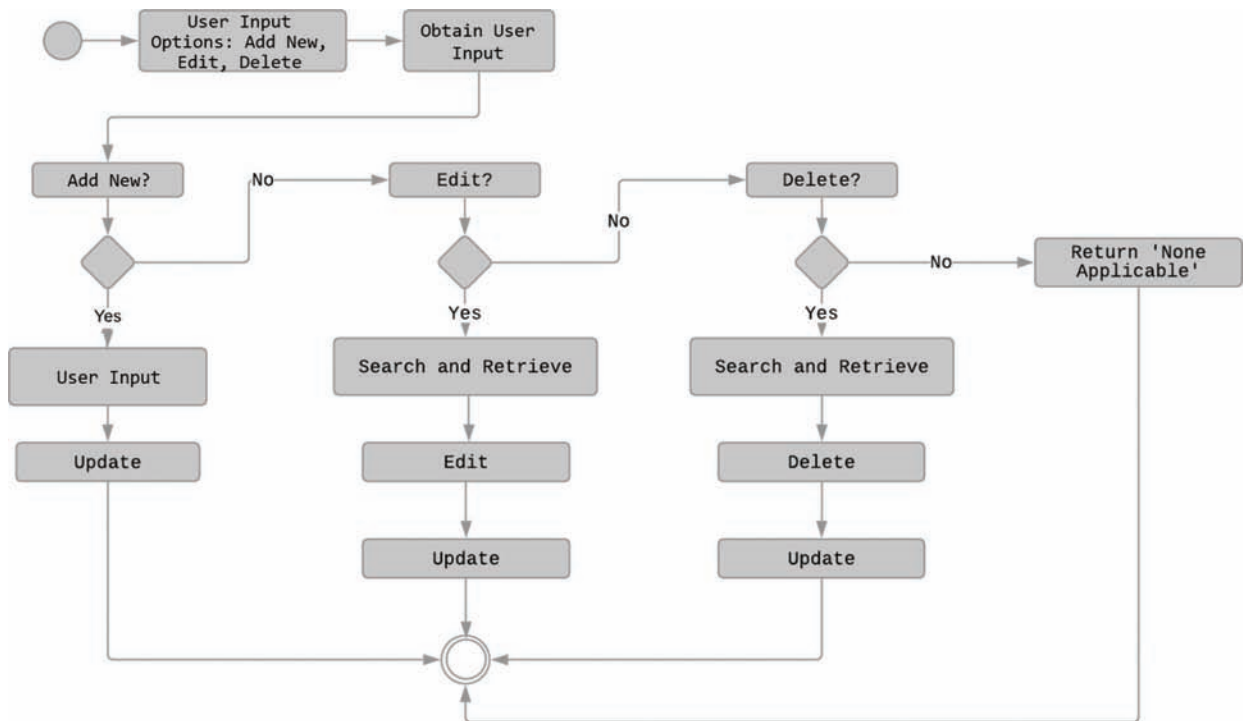 User Input
Options: Add New,
Edit, Delete
Obtain User
Input
Add New?
No
Edit?
No
Delete?
No
Return 'None
Applicable'
Yes
Yes
Yes
User Input
Search and Retrieve
Search and Retrieve
Update
Edit
Delete
Update
Update